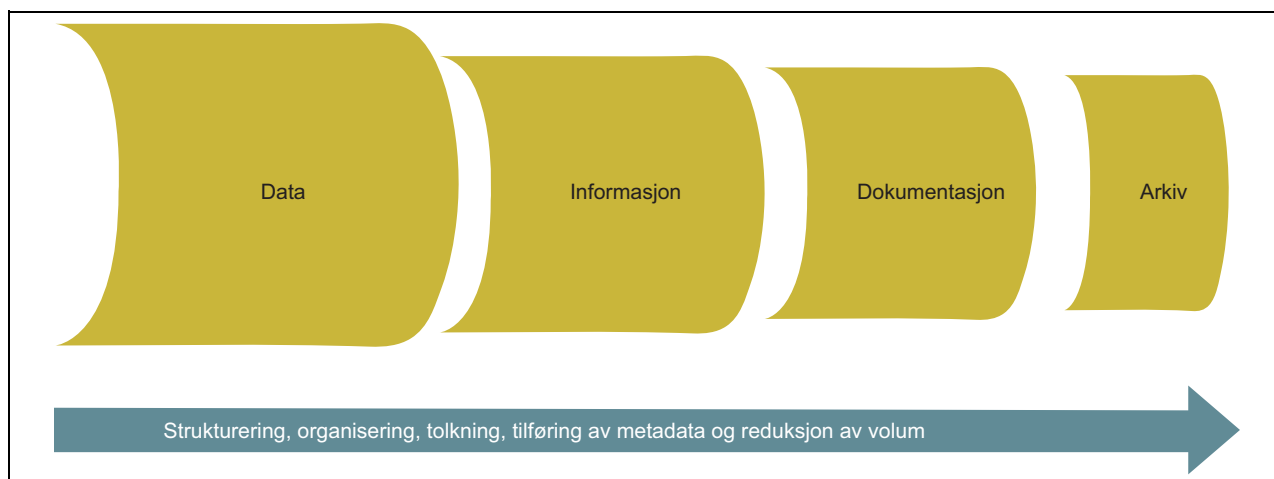 Data
Informasjon
Dokumentasjon
Arkiv
Strukturering, organisering, tolkning, tilføring av metadata og reduksjon av volum